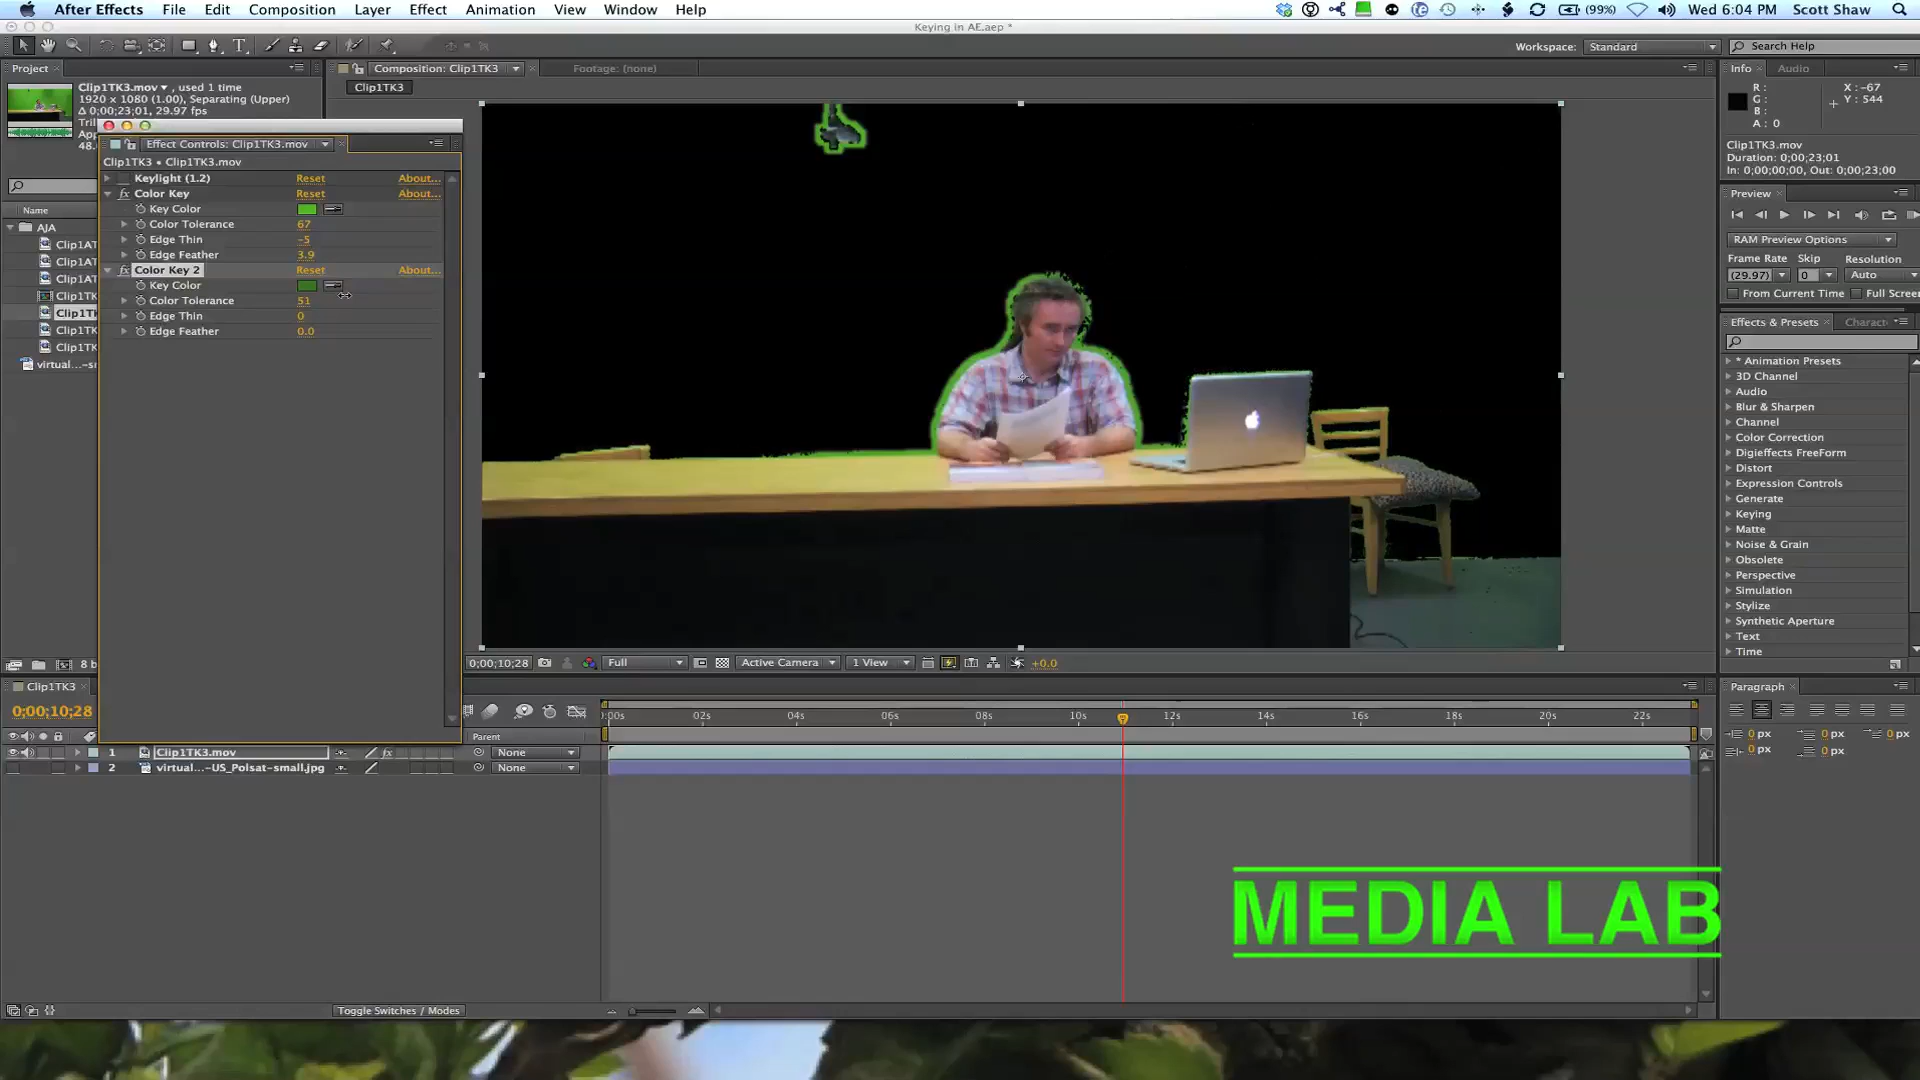 After Effects File Edit Composition Layer Effect Animation View Window Help (99%) Wed 6:04 PM Scott Shaw
Keying in AE.aep *
Workspace: Standard Search Help
Project Composition: Clip1TK3 Footage: (none) Info Audio
Clip1TK3.mov , used 1 time
1920 x 1080 (1.00), Separating (Upper)
Δ 0;00;23;01, 29.97 fps
Clip1TK3
R :
G :
B :
A : 0
X : -67
Y : 544
Clip1TK3.mov
Duration: 0;00;23;01
In: 0;00;00;00, Out: 0;00;23;00
Effect Controls: Clip1TK3.mov
Clip1TK3 • Clip1TK3.mov
Keylight (1.2) Reset About...
Color Key Reset About...
Key Color
Color Tolerance 67
Edge Thin -5
Edge Feather 3.9
Color Key 2 Reset About...
Key Color
Color Tolerance 51
Edge Thin 0
Edge Feather 0.0
Name
AJA
Clip1AT
Clip1AT
Clip1AT
Clip1TK
Clip1TK
Clip1TK
Clip1TK
virtual...-s
Preview
RAM Preview Options
Frame Rate Skip Resolution
(29.97) 0 Auto
From Current Time Full Screen
Effects & Presets Charact
* Animation Presets
3D Channel
Audio
Blur & Sharpen
Channel
Color Correction
Digieffects FreeForm
Distort
Expression Controls
Generate
Keying
Matte
Noise & Grain
Obsolete
Perspective
Simulation
Stylize
Synthetic Aperture
Text
Time
8 b
0;00;10;28 Full Active Camera 1 View +0.0
Clip1TK3
0;00;10;28
:00s 02s 04s 06s 08s 10s 12s 14s 16s 18s 20s 22s
Parent
1 Clip1TK3.mov None
2 virtual...-US_Polsat-small.jpg None
Paragraph
0 px 0 px 0 px
0 px 0 px
MEDIA LAB
Toggle Switches / Modes